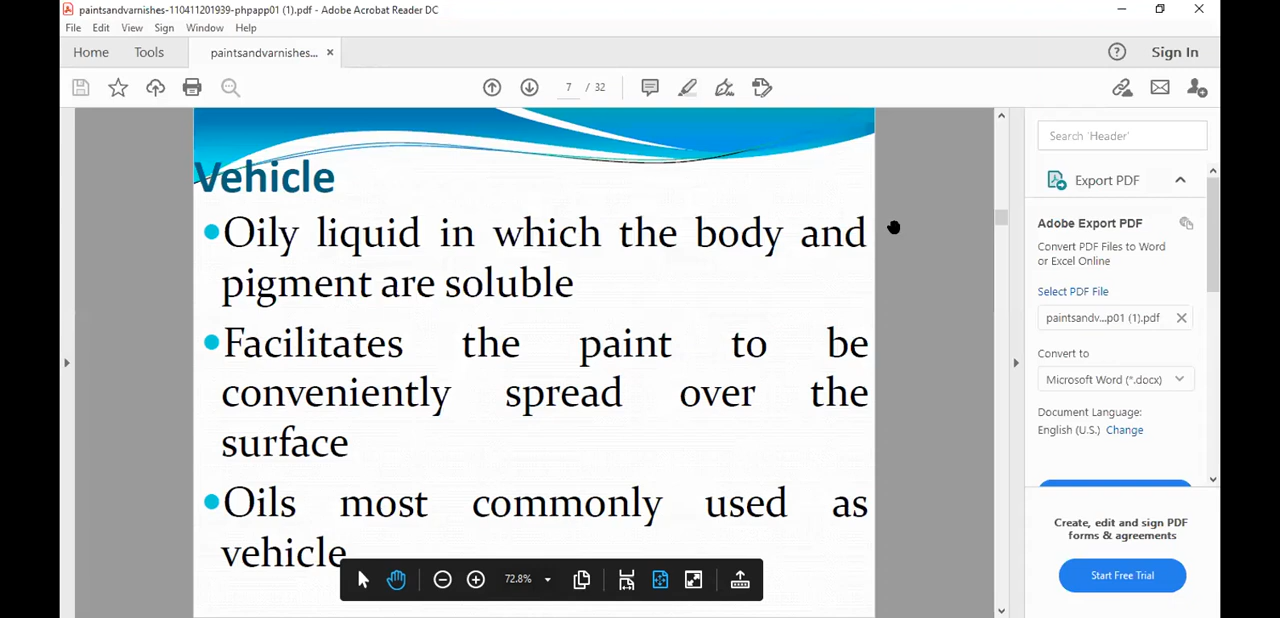 paintsandvarnishes-110411201939-phpapp01 (1).pdf - Adobe Acrobat Reader DC
File Edit View Sign Window Help
Home Tools paintsandvarnishes... × Sign In
7 / 32
Search 'Header'
Export PDF
Adobe Export PDF
Convert PDF Files to Word
or Excel Online
Select PDF File
paintsandv...p01 (1).pdf
Convert to
Microsoft Word (*.docx)
Document Language:
English (U.S.) Change
Create, edit and sign PDF
forms & agreements
Start Free Trial
Vehicle
•Oily liquid in which the body and
pigment are soluble
•Facilitates the paint to be
conveniently spread over the
surface
•Oils most commonly used as
vehicle
72.8%